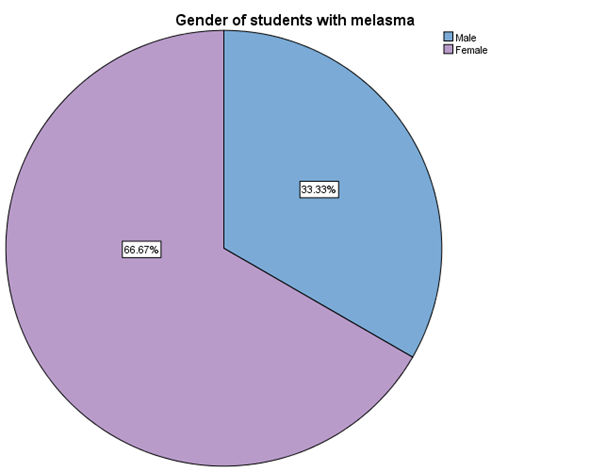 Gender of students with melasma
Male
Female
33.33%
66.67%